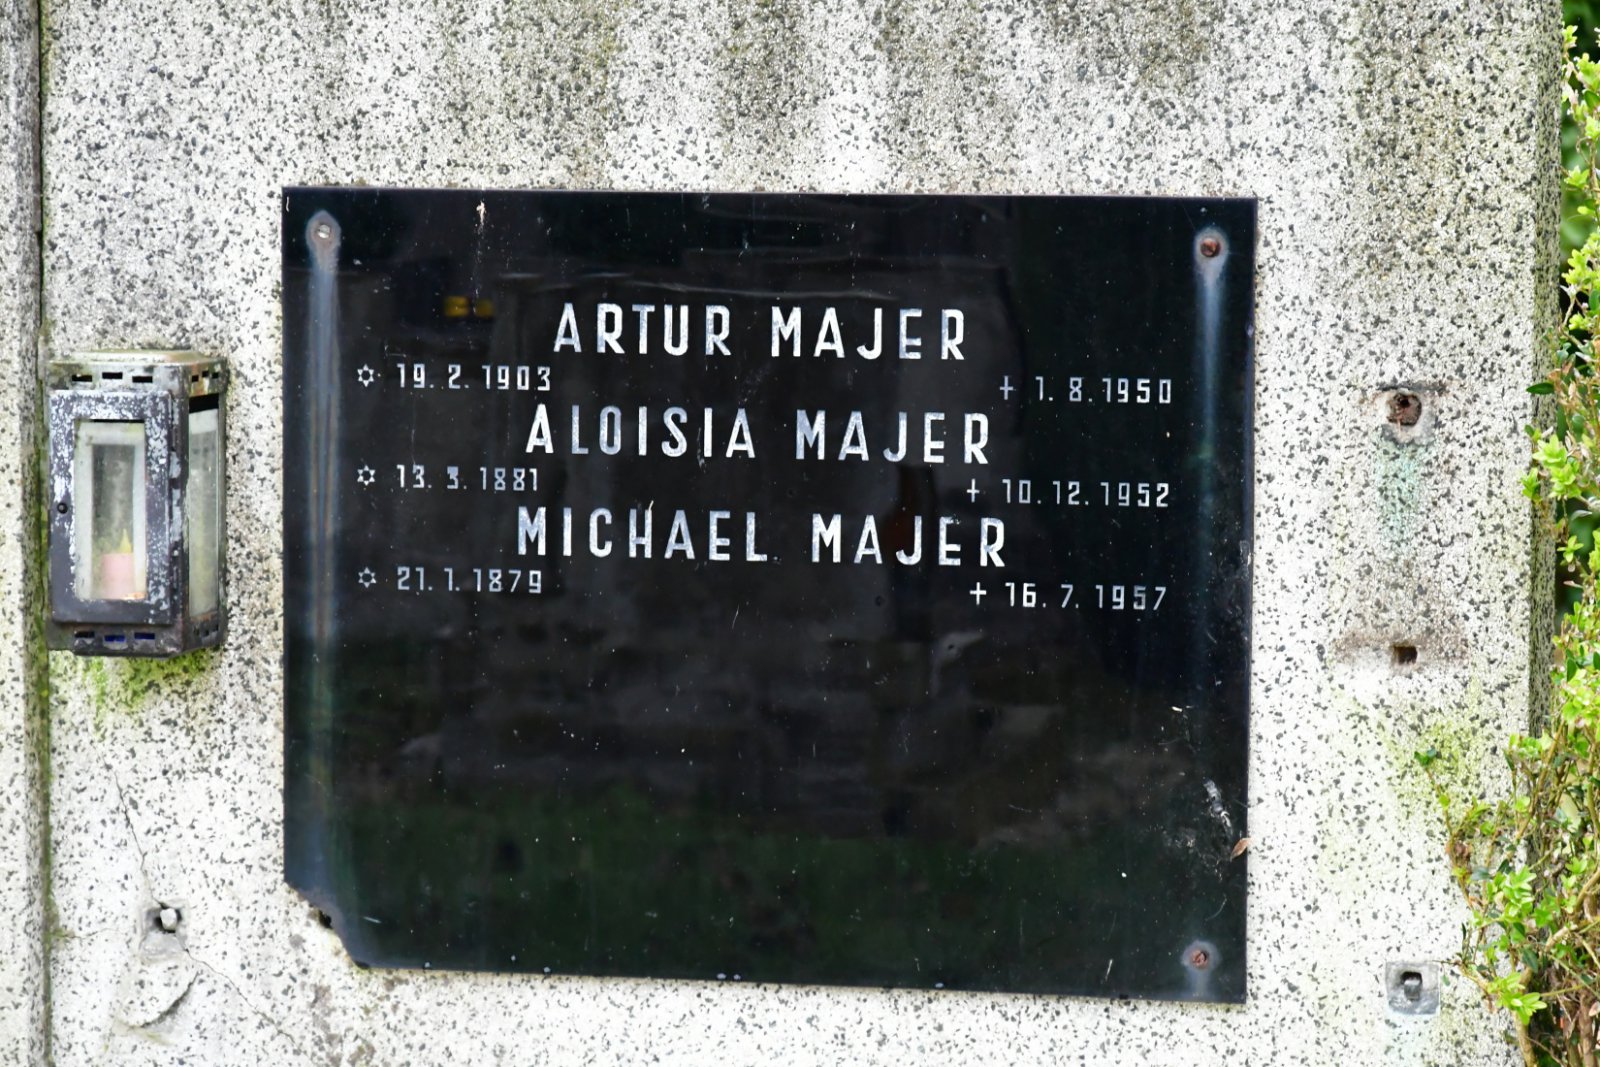 ARTUR MAJER
✡ 19. 2. 1903 + 1. 8. 1950
ALOISIA MAJER
✡ 13. 3. 1881 + 10. 12. 1952
MICHAEL MAJER
✡ 21. 1. 1879 + 16. 7. 1957